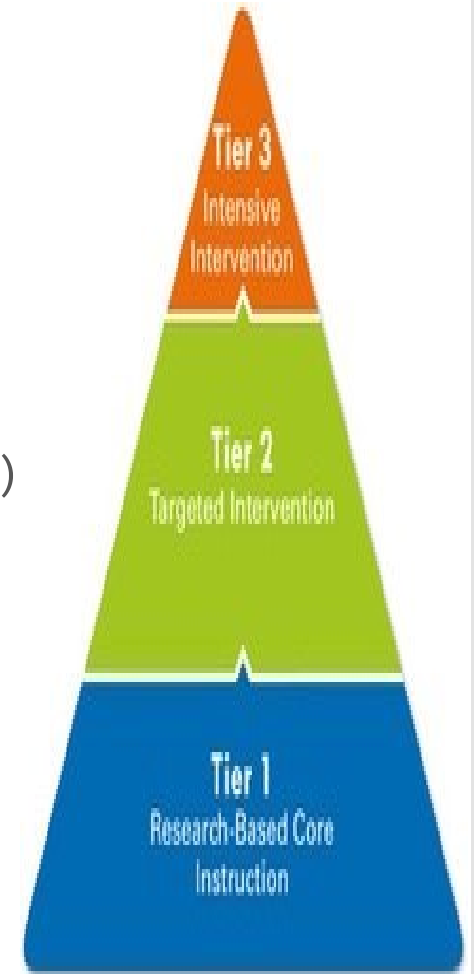 Tier 3
Intensive
Intervention
)
Tier 2
Targeted Intervention
Tier 1
Research-Based Core
Instruction